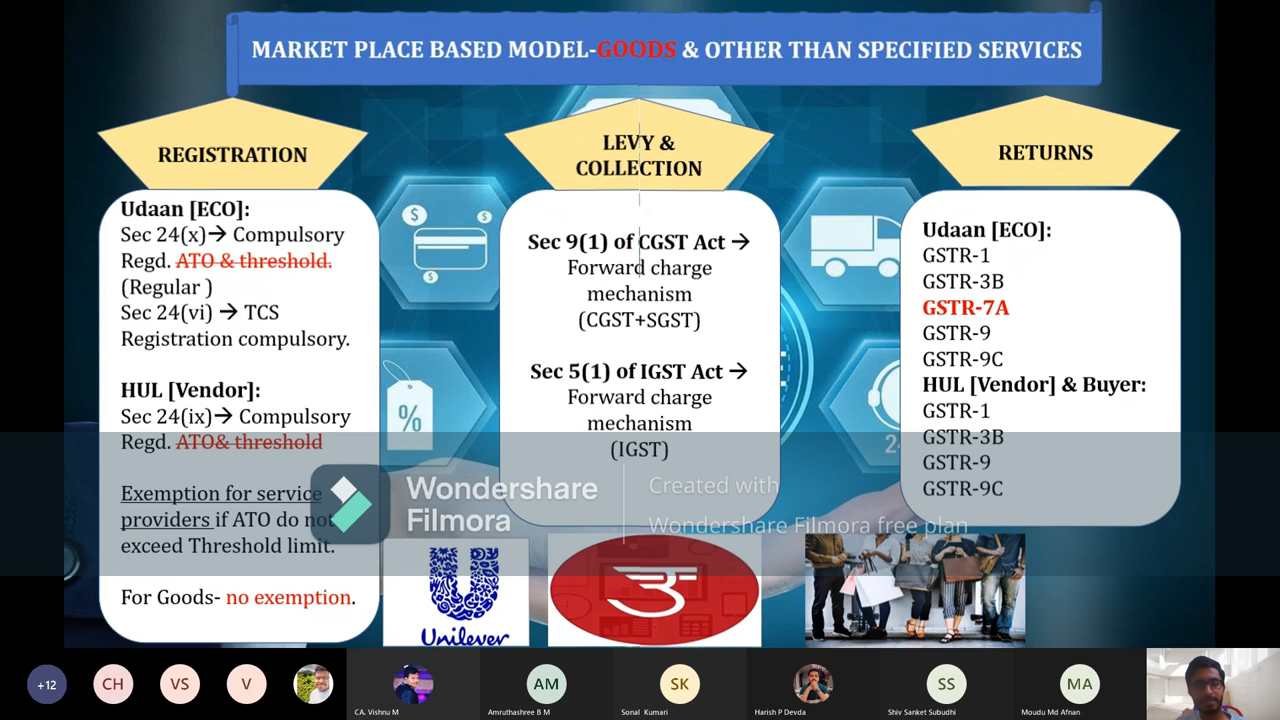 MARKET PLACE BASED MODEL-GOODS & OTHER THAN SPECIFIED SERVICES
REGISTRATION
Udaan [ECO]:
Sec 24(x)→ Compulsory
Regd. ATO & threshold.
(Regular )
Sec 24(vi) → TCS
Registration compulsory.
HUL [Vendor]:
Sec 24(ix)→ Compulsory
Regd. ATO& threshold
Exemption for service
providers if ATO do not
exceed Threshold limit.
For Goods- no exemption.
LEVY &
COLLECTION
Sec 9(1) of CGST Act →
Forward charge
mechanism
(CGST+SGST)
Sec 5(1) of IGST Act →
Forward charge
mechanism
(IGST)
RETURNS
Udaan [ECO]:
GSTR-1
GSTR-3B
GSTR-7A
GSTR-9
GSTR-9C
HUL [Vendor] & Buyer:
GSTR-1
GSTR-3B
GSTR-9
GSTR-9C
$
$
$
%
24
Wondershare
Filmora
Created with
Wondershare Filmora free plan
Unilever
+12
CH
VS
V
CA. Vishnu M
AM
Amruthashree B M
SK
Sonal Kumari
Harish P Devda
SS
Shiv Sanket Subudhi
MA
Moudu Md Afnan